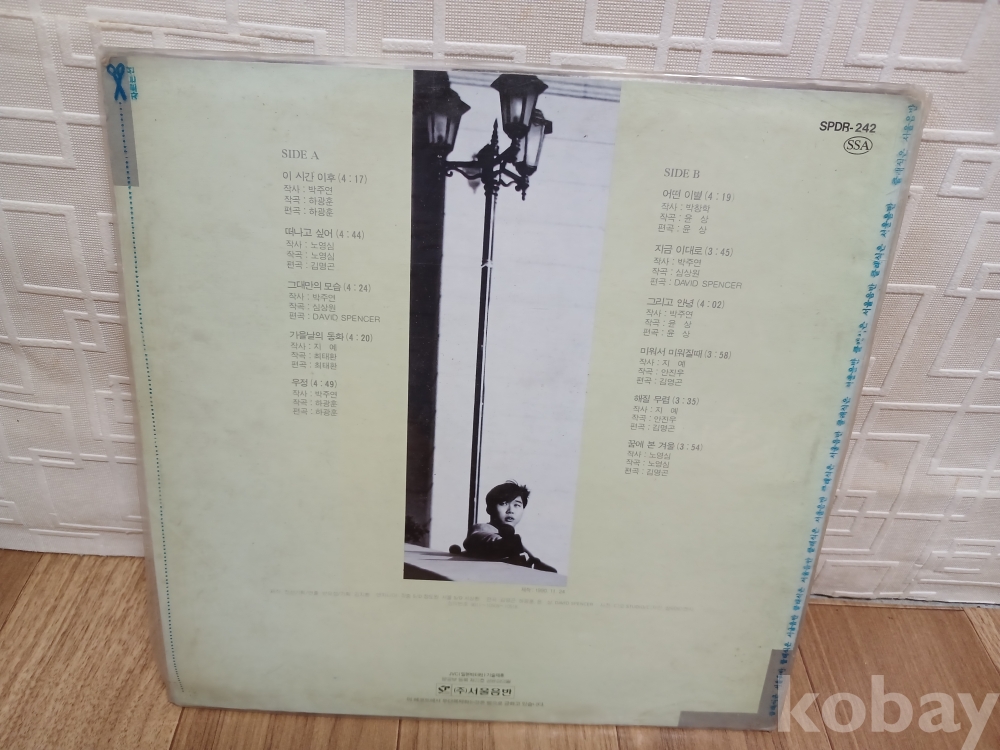 SPDR-242
SSA
SIDE A
이 시간 이후 (4 : 17)
작사 : 박주연
작곡 : 하광훈
편곡 : 하광훈
떠나고 싶어 (4 : 44)
작사 : 노영심
작곡 : 노영심
편곡 : 김명곤
그대만의 모습 (4 : 24)
작사 : 박주연
작곡 : 심상원
편곡 : DAVID SPENCER
가을날의 동화 (4 : 20)
작사 : 지 예
작곡 : 최태완
편곡 : 최태완
우정 (4 : 49)
작사 : 박주연
작곡 : 하광훈
편곡 : 하광훈
SIDE B
어떤 이별 (4 : 19)
작사 : 박창학
작곡 : 윤 상
편곡 : 윤 상
지금 이대로 (3 : 45)
작사 : 박주연
작곡 : 심상원
편곡 : DAVID SPENCER
그리고 안녕 (4 : 02)
작사 : 박주연
작곡 : 윤 상
편곡 : 윤 상
미워서 미워질때 (3 : 58)
작사 : 지 예
작곡 : 안진우
편곡 : 김명곤
해질 무렵 (3 : 35)
작사 : 지 예
작곡 : 안진우
편곡 : 김명곤
꿈에 본 겨울 (3 : 54)
작사 : 노영심
작곡 : 노영심
편곡 : 김명곤
kobay